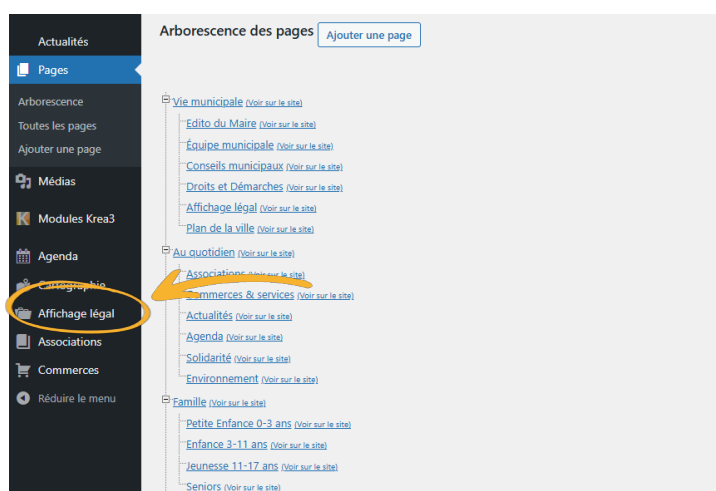 Actualités
Pages
Arborescence
Toutes les pages
Ajouter une page
Médias
Modules Krea3
Agenda
Cartographie
Affichage légal
Associations
Commerces
Réduire le menu
Arborescence des pages Ajouter une page
Vie municipale (Voir sur le site)
Edito du Maire (Voir sur le site)
Équipe municipale (Voir sur le site)
Conseils municipaux (Voir sur le site)
Droits et Démarches (Voir sur le site)
Affichage légal (Voir sur le site)
Plan de la ville (Voir sur le site)
Au quotidien (Voir sur le site)
Associations (Voir sur le site)
Commerces & services (Voir sur le site)
Actualités (Voir sur le site)
Agenda (Voir sur le site)
Solidarité (Voir sur le site)
Environnement (Voir sur le site)
Famille (Voir sur le site)
Petite Enfance 0-3 ans (Voir sur le site)
Enfance 3-11 ans (Voir sur le site)
Jeunesse 11-17 ans (Voir sur le site)
Seniors (Voir sur le site)